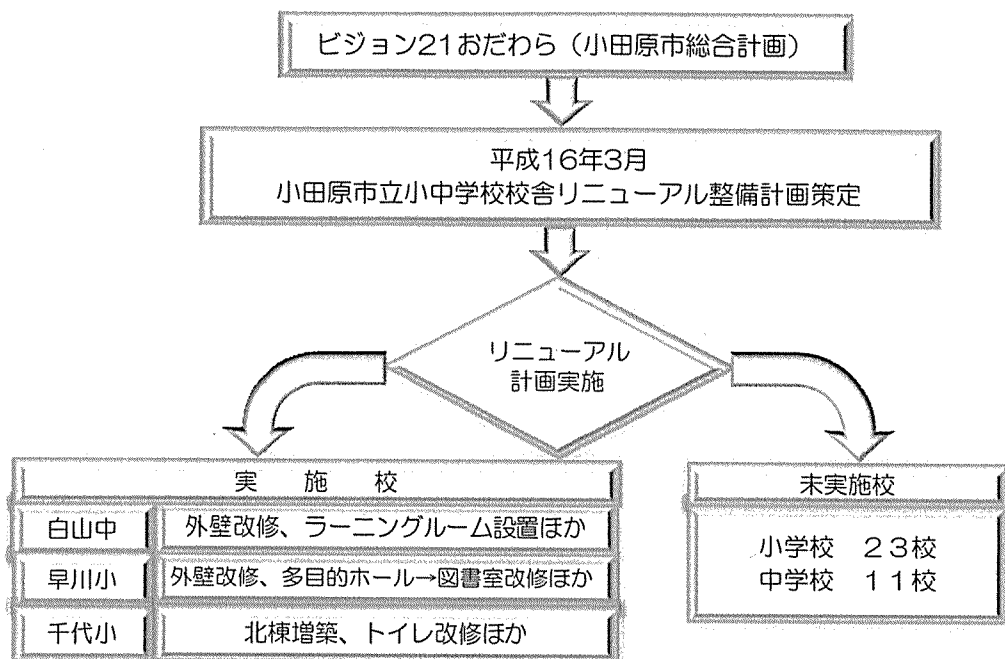 ビジョン21おだわら(小田原市総合計画)
平成16年3月
小田原市立小中学校校舎リニューアル整備計画策定
リニューアル
計画実施
実 施 校
白山中 外壁改修、ラーニングルーム設置ほか
早川小 外壁改修、多目的ホール→図書室改修ほか
千代小 北棟増築、トイレ改修ほか
未実施校
小学校 23校
中学校 11校